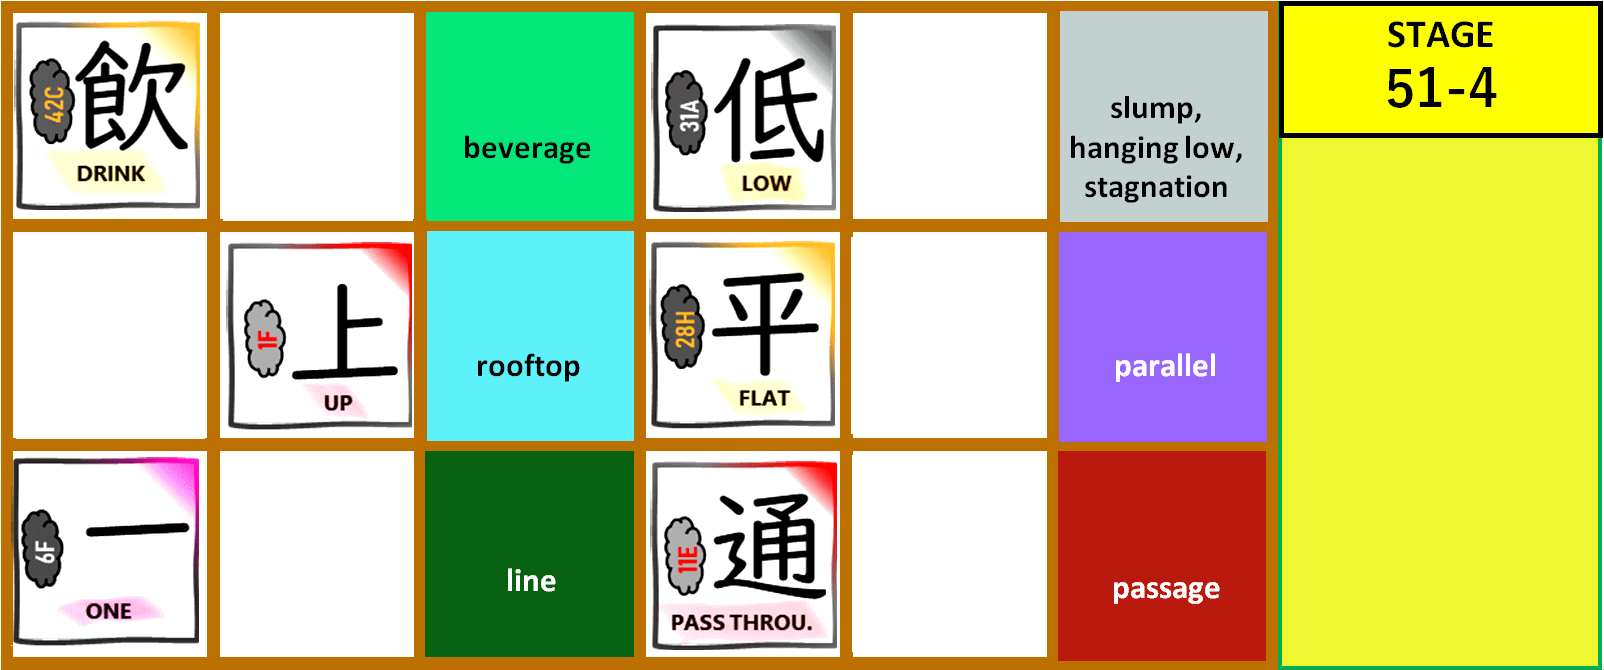 42C
飲
DRINK
beverage
31A
低
LOW
slump,
hanging low,
stagnation
STAGE
51-4
1F
上
UP
rooftop
28H
平
FLAT
parallel
6F
一
ONE
line
11E
通
PASS THROU.
passage